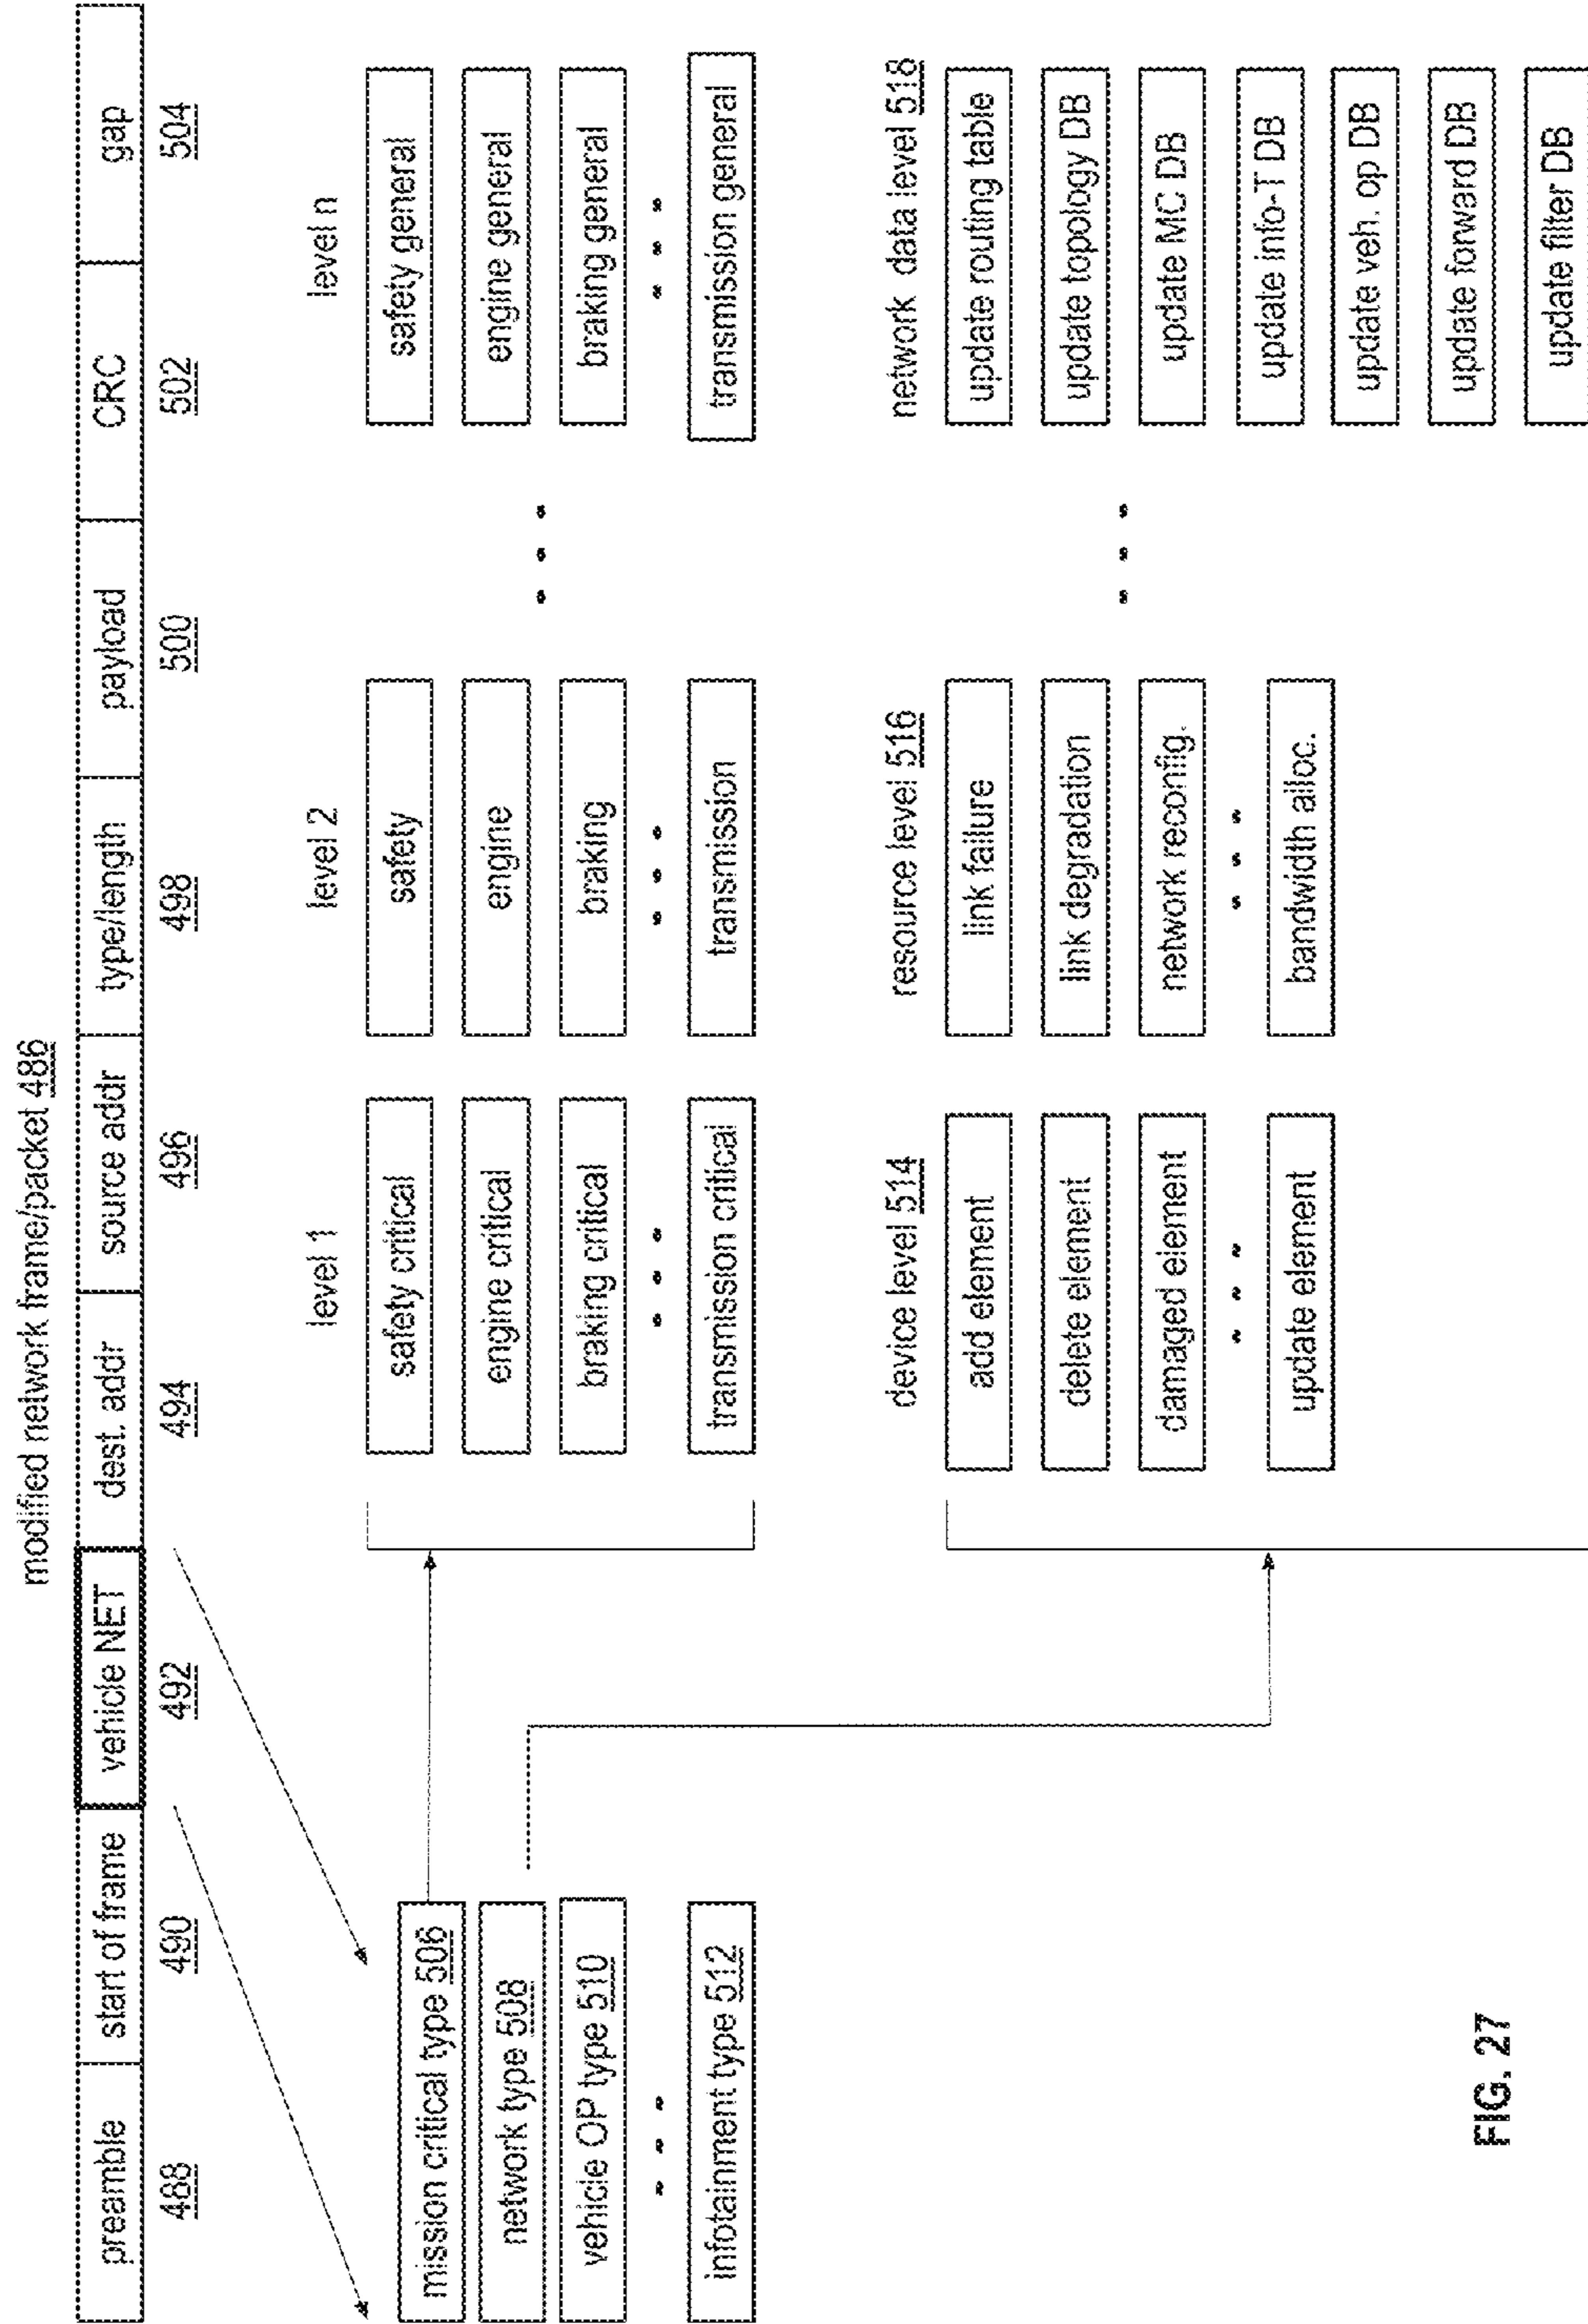 modified network frame/packet 486
preamble start of frame vehicle NET dest. addr source addr type/length payload CRC gap
488 490 492 494 496 498 500 502 504
mission critical type 506
network type 508
vehicle OP type 510
infotainment type 512
level 1
safety critical
engine critical
braking critical
transmission critical
level 2
safety
engine
braking
transmission
level n
safety general
engine general
braking general
transmission general
device level 514
add element
delete element
damaged element
update element
resource level 516
link failure
link degradation
network reconfig.
bandwidth alloc.
network data level 518
update routing table
update topology DB
update MC DB
update info-T DB
update veh. op DB
update forward DB
update filter DB
FIG. 27